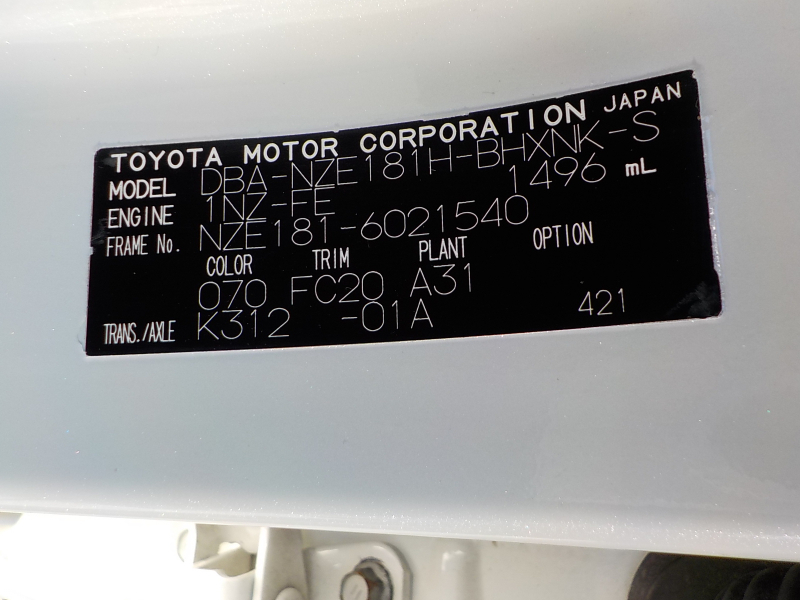 TOYOTA MOTOR CORPORATION JAPAN
MODEL DBA-NZE181H-BHXNK-S
ENGINE 1NZ-FE 1496 mL
FRAME No. NZE181-6021540
COLOR TRIM PLANT OPTION
070 FC20 A31
TRANS./AXLE K312 -01A 421